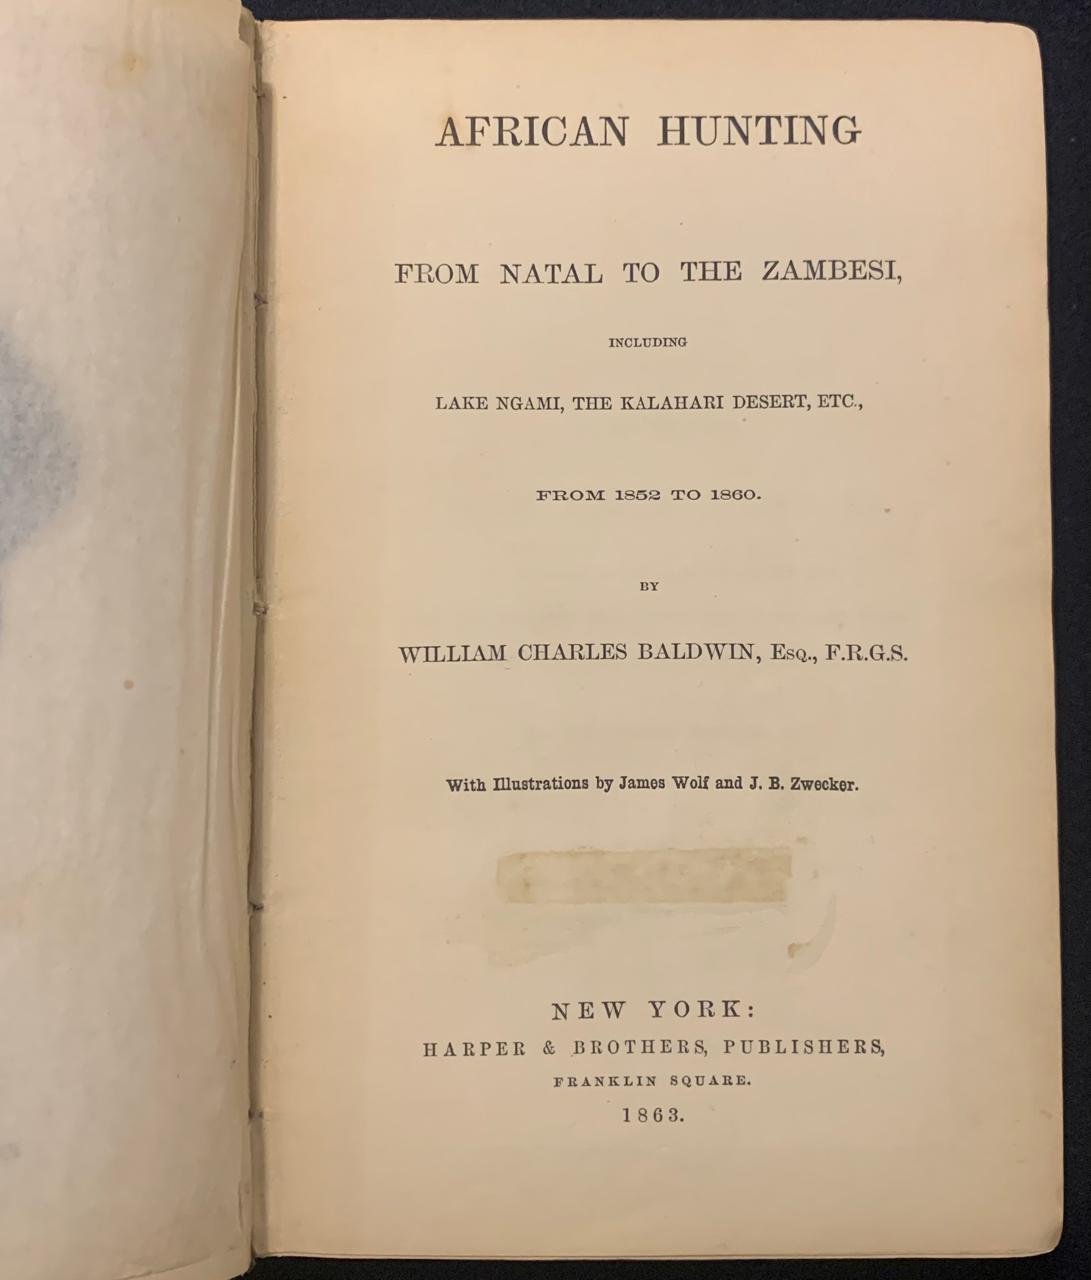 AFRICAN HUNTING
FROM NATAL TO THE ZAMBESI,
INCLUDING
LAKE NGAMI, THE KALAHARI DESERT, ETC.,
FROM 1852 TO 1860.
BY
WILLIAM CHARLES BALDWIN, ESQ., F.R.G.S.
With Illustrations by James Wolf and J. B. Zwecker.
NEW YORK:
HARPER & BROTHERS, PUBLISHERS,
FRANKLIN SQUARE.
1863.